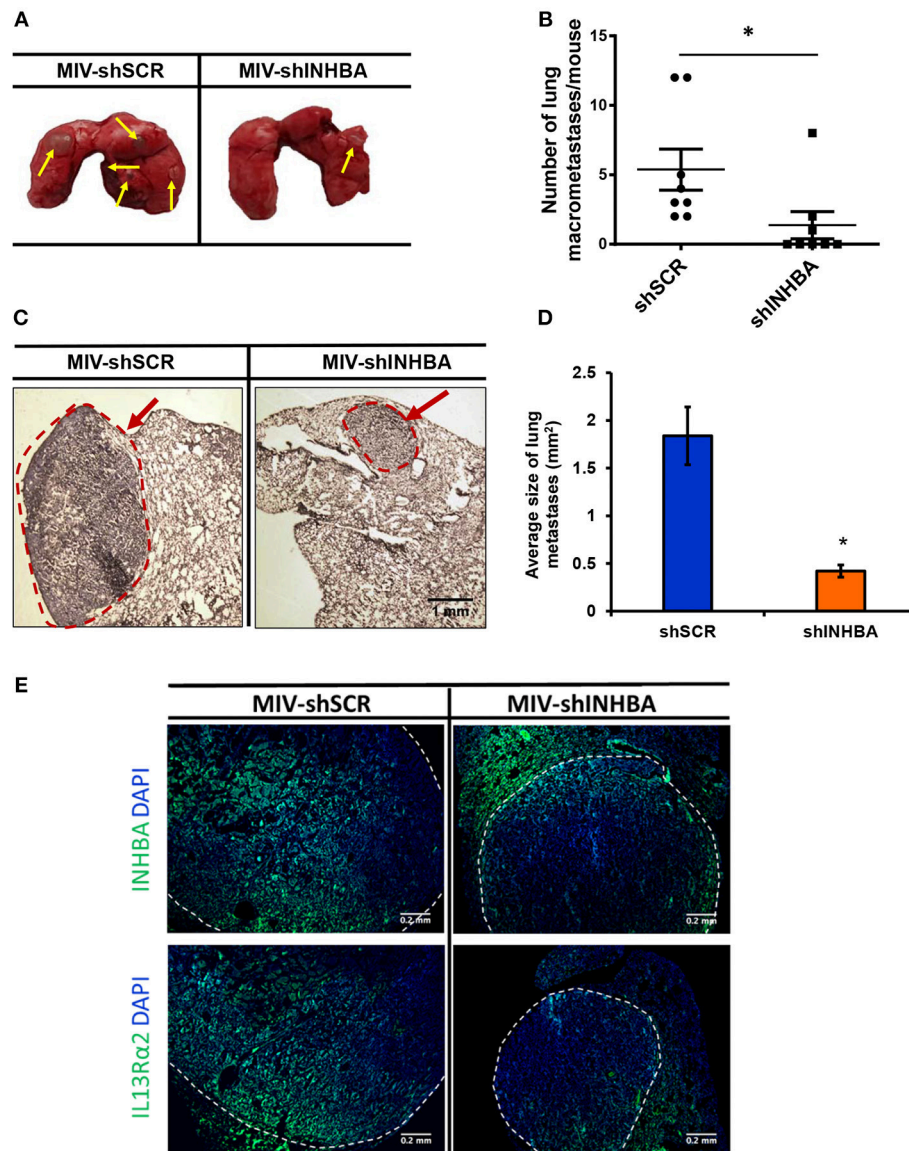 A
MIV-shSCR
MIV-shINHBA
B
Number of lung
macrometastases/mouse
15
10
5
0
*
shSCR
shINHBA
C
MIV-shSCR
MIV-shINHBA
1 mm
D
Average size of lung
metastases (mm²)
2.5
2
1.5
1
0.5
0
*
shSCR
shINHBA
E
MIV-shSCR
MIV-shINHBA
INHBA DAPI
0.2 mm
0.2 mm
IL13Rα2 DAPI
0.2 mm
0.2 mm